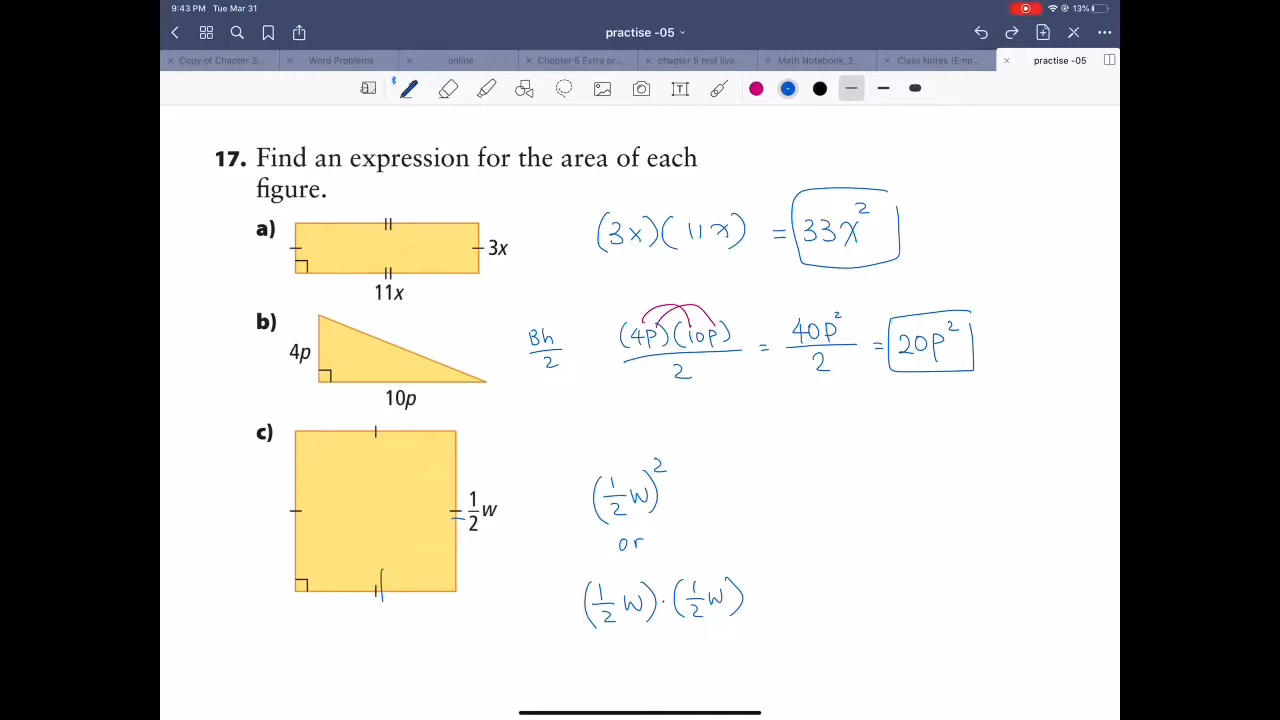 9:43 PM Tue Mar 31
13%
practise -05
Copy of Chapter 3...
Word Problems
online
Chapter 5 Extra pr...
chapter 5 test live...
Math Notebook_2...
Class Notes (Emp...
practise -05
17. Find an expression for the area of each
figure.
a) 3x
11x
(3x)(11x) = 33x²
b) 4p
10p
Bh/2 (4p)(10p)/2 = 40p²/2 = 20p²
c) 1/2 w
(1/2 w)²
or
(1/2 w) · (1/2 w)